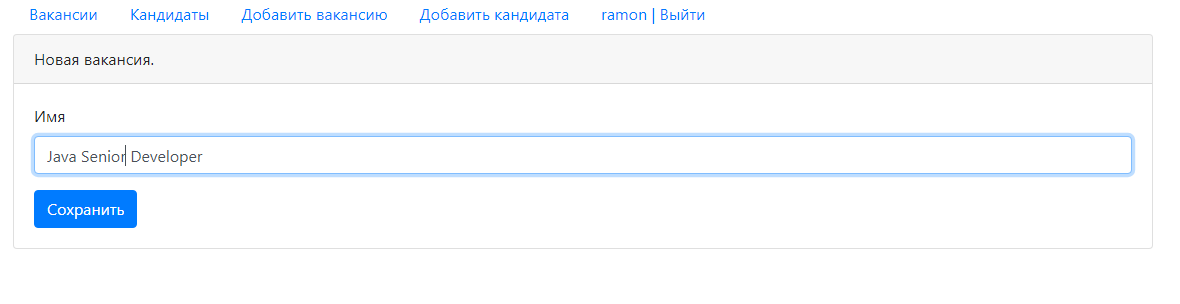 Вакансии Кандидаты Добавить вакансию Добавить кандидата ramon | Выйти
Новая вакансия.
Имя
Java Senior Developer
Сохранить